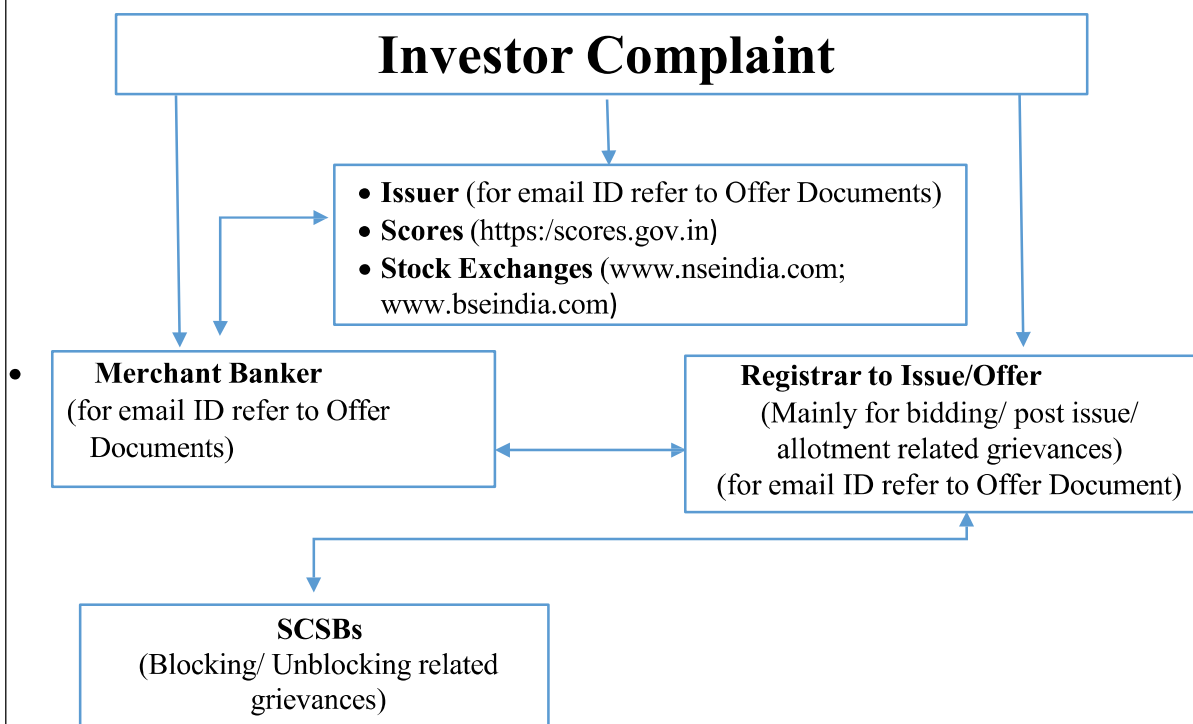 Investor Complaint
• Issuer (for email ID refer to Offer Documents)
• Scores (https:/scores.gov.in)
• Stock Exchanges (www.nseindia.com;
www.bseindia.com)
• Merchant Banker
(for email ID refer to Offer
Documents)
Registrar to Issue/Offer
(Mainly for bidding/ post issue/
allotment related grievances)
(for email ID refer to Offer Document)
SCSBs
(Blocking/ Unblocking related
grievances)